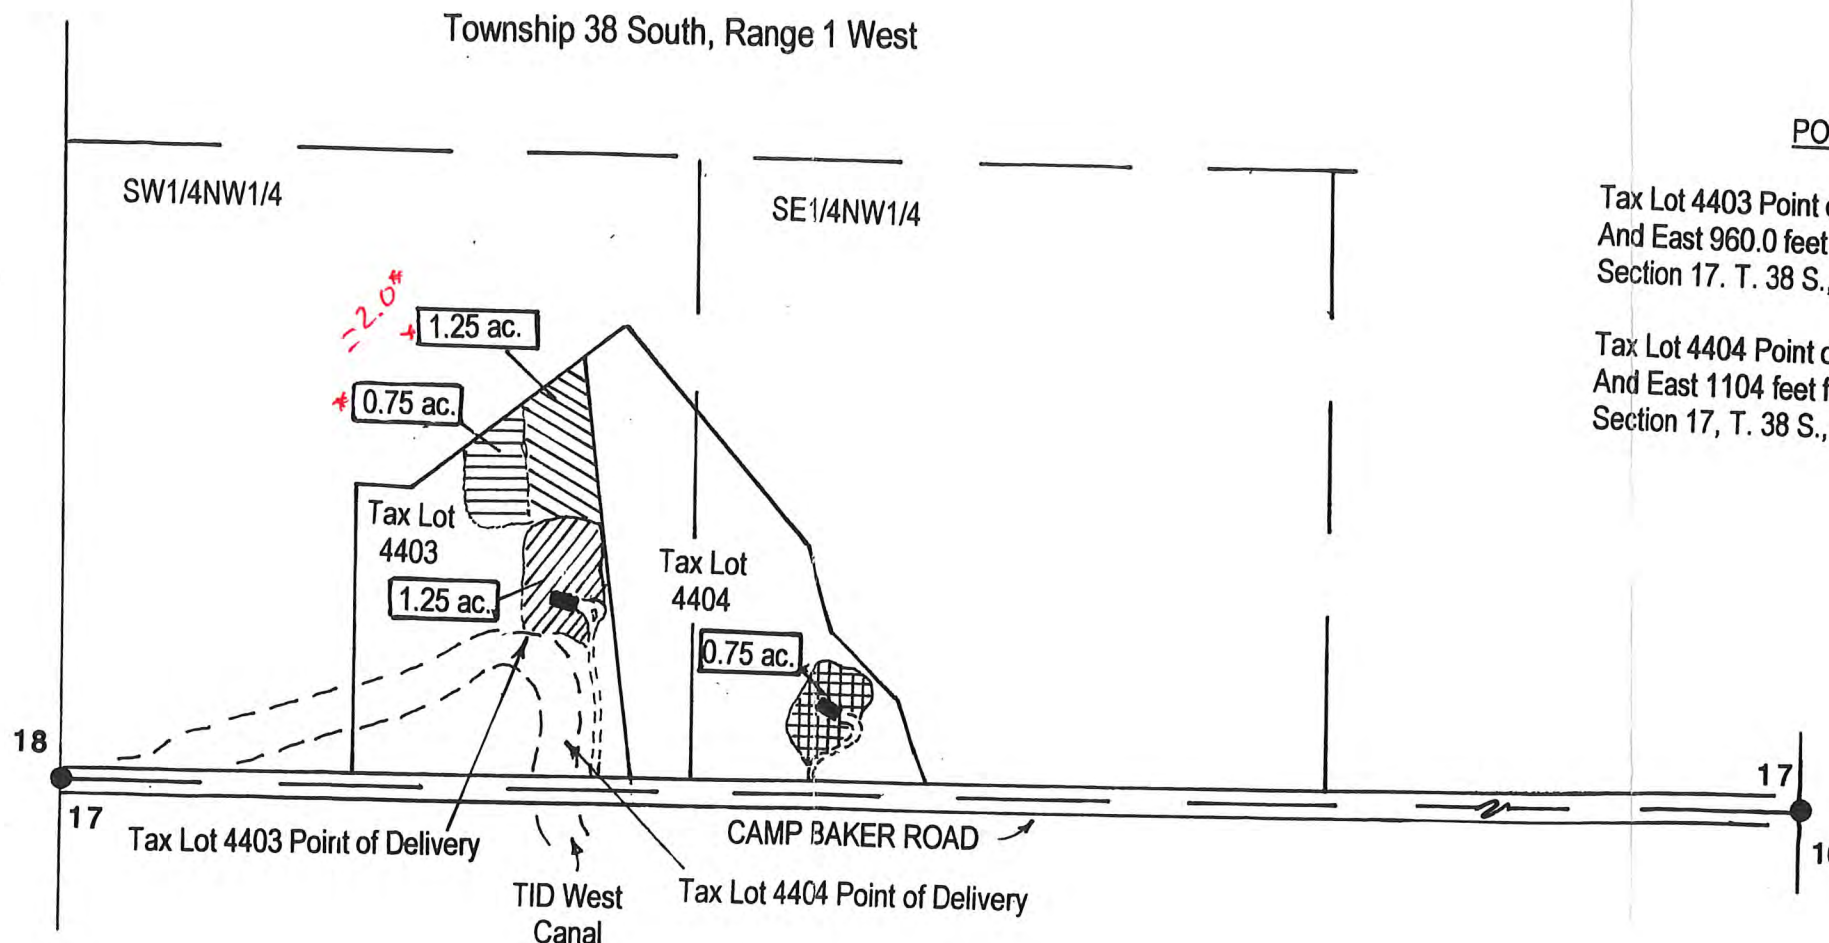 Township 38 South, Range 1 West
PO
SW1/4NW1/4
SE1/4NW1/4
Tax Lot 4403 Point
And East 960.0 feet
Section 17. T. 38 S.,
Tax Lot 4404 Point
And East 1104 feet
Section 17, T. 38 S.,
=2.0#
* 1.25 ac.
* 0.75 ac.
Tax Lot
4403
1.25 ac.
Tax Lot
4404
0.75 ac.
18
17
17
Tax Lot 4403 Point of Delivery
CAMP BAKER ROAD
TID West
Canal
Tax Lot 4404 Point of Delivery